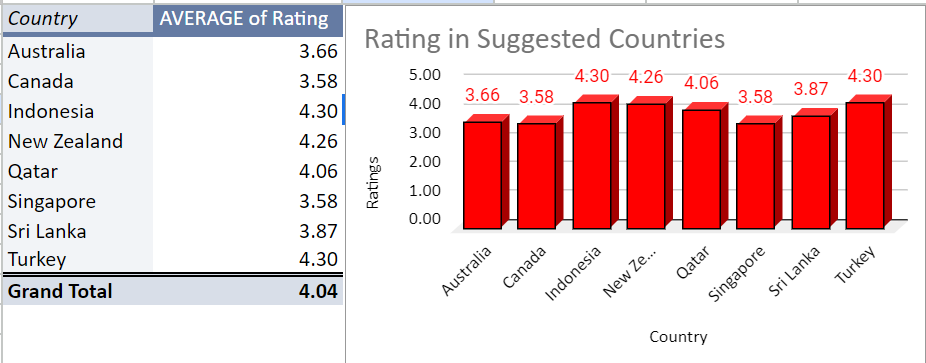 Country AVERAGE of Rating
Australia 3.66
Canada 3.58
Indonesia 4.30
New Zealand 4.26
Qatar 4.06
Singapore 3.58
Sri Lanka 3.87
Turkey 4.30
Grand Total 4.04
Rating in Suggested Countries
5.00
4.00
3.00
2.00
1.00
0.00
Ratings
3.66 3.58 4.30 4.26 4.06 3.58 3.87 4.30
Australia Canada Indonesia New Ze... Qatar Singapore Sri Lanka Turkey
Country